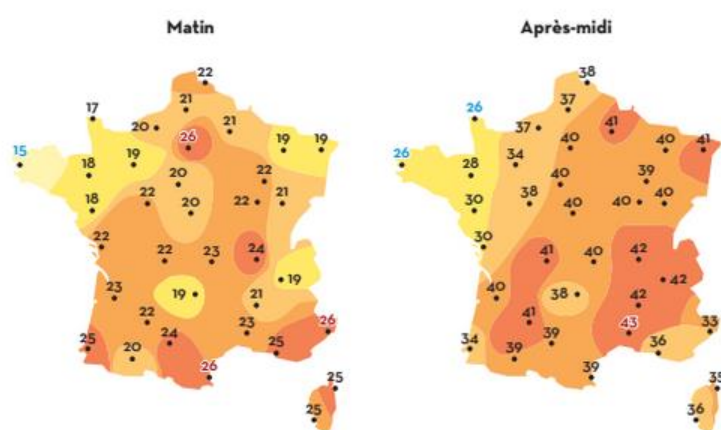 Matin Après-midi
22 38
17 21 26 37
20 21 37 41
15 26 19 19 40 40 41
18 19 26 28 34
20 22 40 39
18 22 20 22 21 30 38 40 40 40
22 22 23 24 30 41 40 42
19 42
23 19 21 40 38 42
22 26 41 33
25 24 23 34 39 43
20 25 39 36
26 39
25 35
25 36